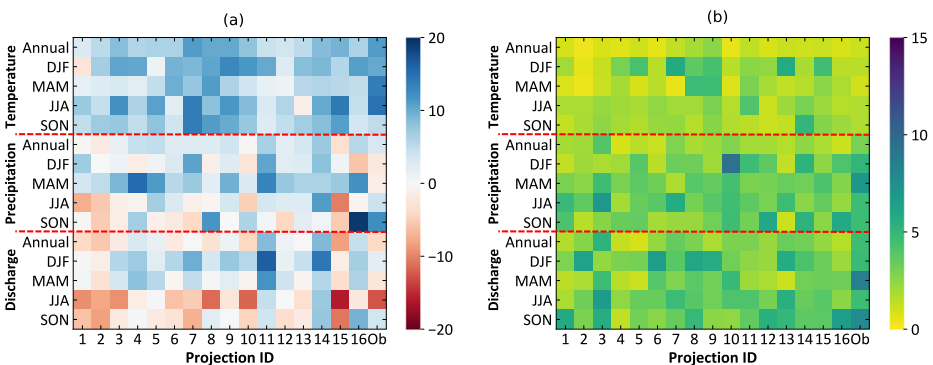 (a)
Temperature
Annual
DJF
MAM
JJA
SON
Precipitation
Annual
DJF
MAM
JJA
SON
Discharge
Annual
DJF
MAM
JJA
SON
1 2 3 4 5 6 7 8 9 10 11 12 13 14 15 16 Ob
Projection ID
20
10
0
−10
−20
(b)
Temperature
Annual
DJF
MAM
JJA
SON
Precipitation
Annual
DJF
MAM
JJA
SON
Discharge
Annual
DJF
MAM
JJA
SON
1 2 3 4 5 6 7 8 9 10 11 12 13 14 15 16 Ob
Projection ID
15
10
5
0